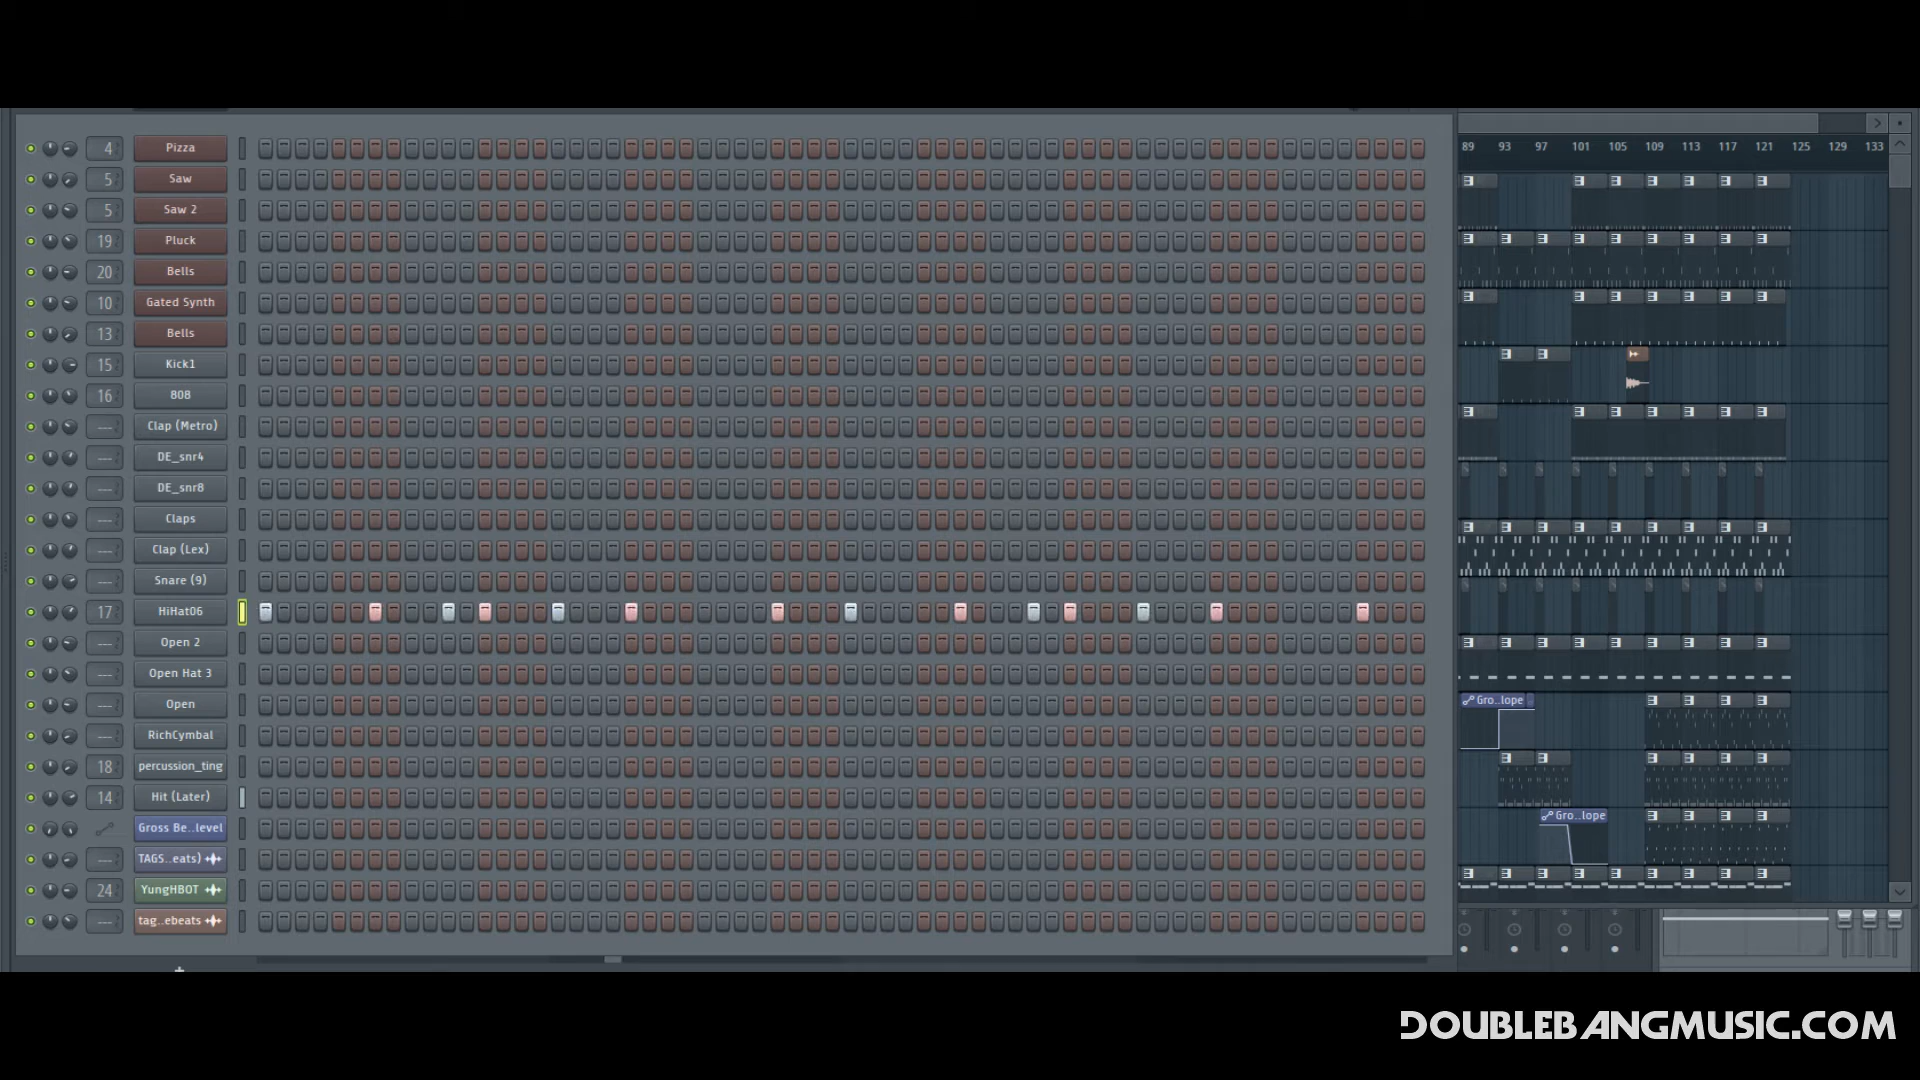 89 93 97 101 105 109 113 117 121 125 129 133
4 Pizza
5 Saw
5 Saw 2
19 Pluck
20 Bells
10 Gated Synth
13 Bells
15 Kick1
16 808
--- Clap (Metro)
--- DE_snr4
--- DE_snr8
--- Claps
--- Clap (Lex)
--- Snare (9)
17 HiHat06
--- Open 2
--- Open Hat 3
--- Open
Gro..lope
--- RichCymbal
18 percussion_ting
14 Hit (Later)
Gross Be..level
Gro..lope
--- TAGS..eats)
24 YungHBOT
--- tag..ebeats
DOUBLEBANGMUSIC.COM